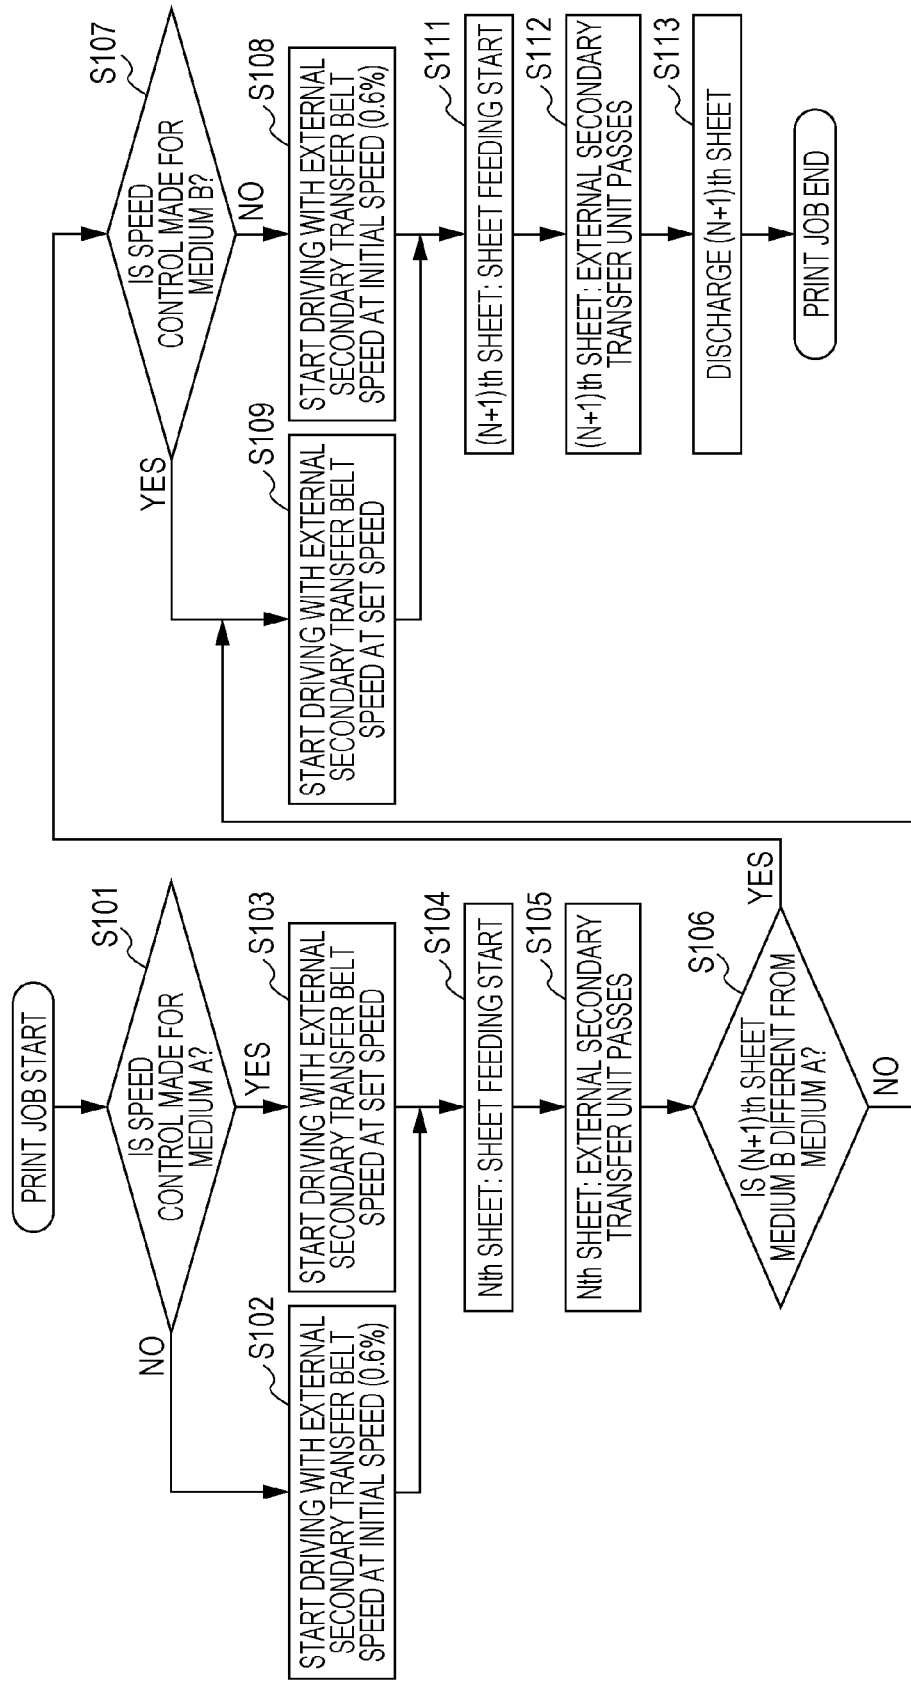 PRINT JOB START
S101
IS SPEED
CONTROL MADE FOR
MEDIUM A?
NO
YES
S102
START DRIVING WITH EXTERNAL
SECONDARY TRANSFER BELT
SPEED AT INITIAL SPEED (0.6%)
S103
START DRIVING WITH EXTERNAL
SECONDARY TRANSFER BELT
SPEED AT SET SPEED
S104
Nth SHEET: SHEET FEEDING START
S105
Nth SHEET: EXTERNAL SECONDARY
TRANSFER UNIT PASSES
S106
IS (N+1)th SHEET
MEDIUM B DIFFERENT FROM
MEDIUM A?
YES
NO
S107
IS SPEED
CONTROL MADE FOR
MEDIUM B?
YES
NO
S109
START DRIVING WITH EXTERNAL
SECONDARY TRANSFER BELT
SPEED AT SET SPEED
S108
START DRIVING WITH EXTERNAL
SECONDARY TRANSFER BELT
SPEED AT INITIAL SPEED (0.6%)
S111
(N+1)th SHEET: SHEET FEEDING START
S112
(N+1)th SHEET: EXTERNAL SECONDARY
TRANSFER UNIT PASSES
S113
DISCHARGE (N+1)th SHEET
PRINT JOB END